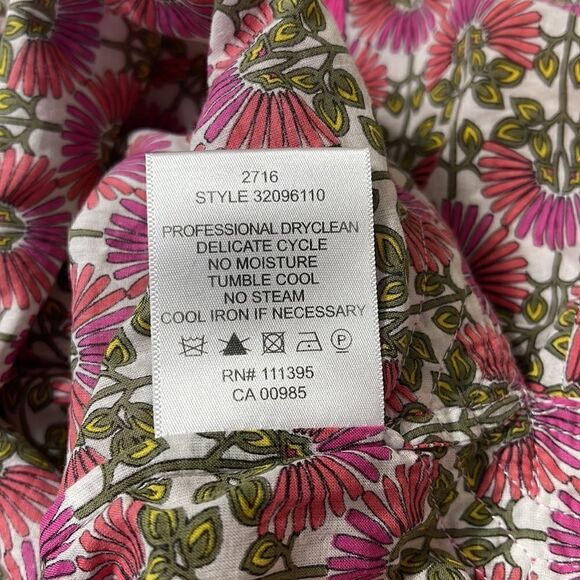 2716
STYLE 32096110
PROFESSIONAL DRYCLEAN
DELICATE CYCLE
NO MOISTURE
TUMBLE COOL
NO STEAM
COOL IRON IF NECESSARY
P
RN# 111395
CA 00985